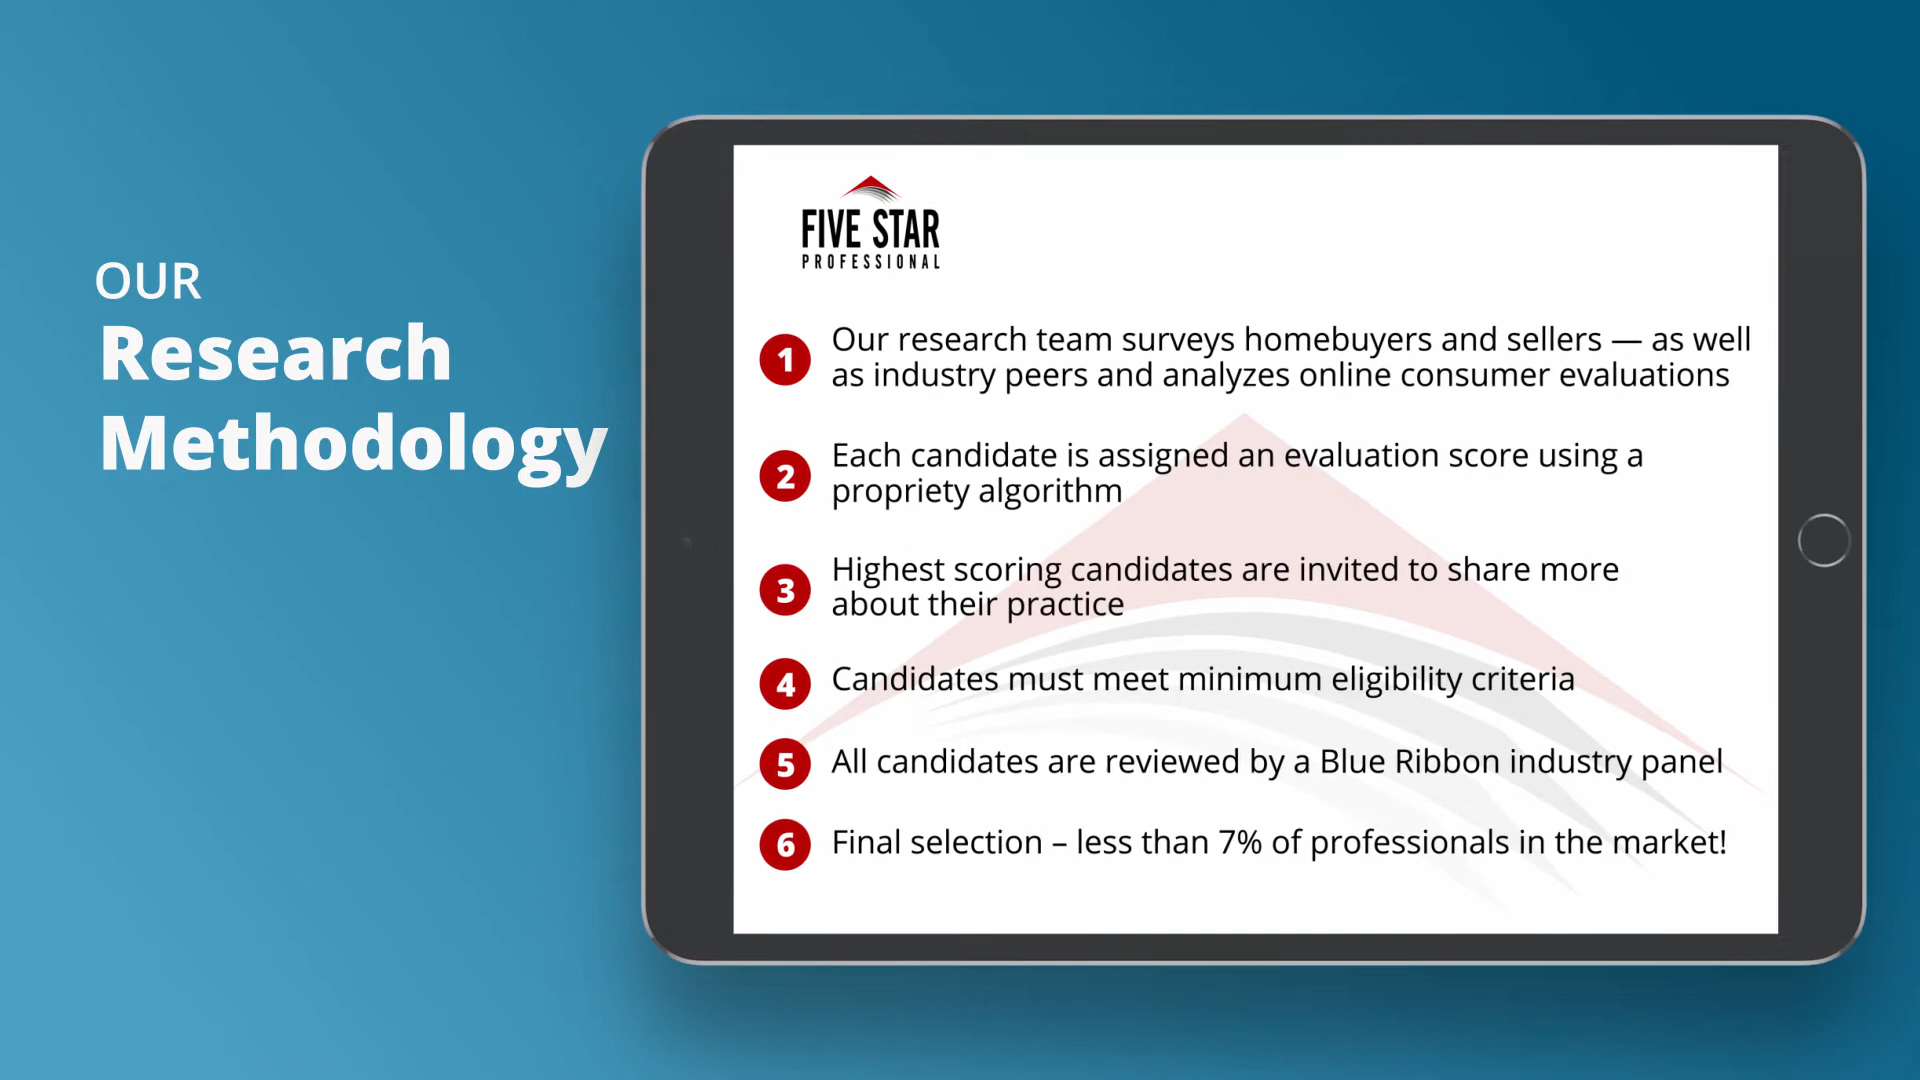 OUR
Research
Methodology
FIVE STAR
PROFESSIONAL
1 Our research team surveys homebuyers and sellers — as well
as industry peers and analyzes online consumer evaluations
2 Each candidate is assigned an evaluation score using a
propriety algorithm
3 Highest scoring candidates are invited to share more
about their practice
4 Candidates must meet minimum eligibility criteria
5 All candidates are reviewed by a Blue Ribbon industry panel
6 Final selection – less than 7% of professionals in the market!